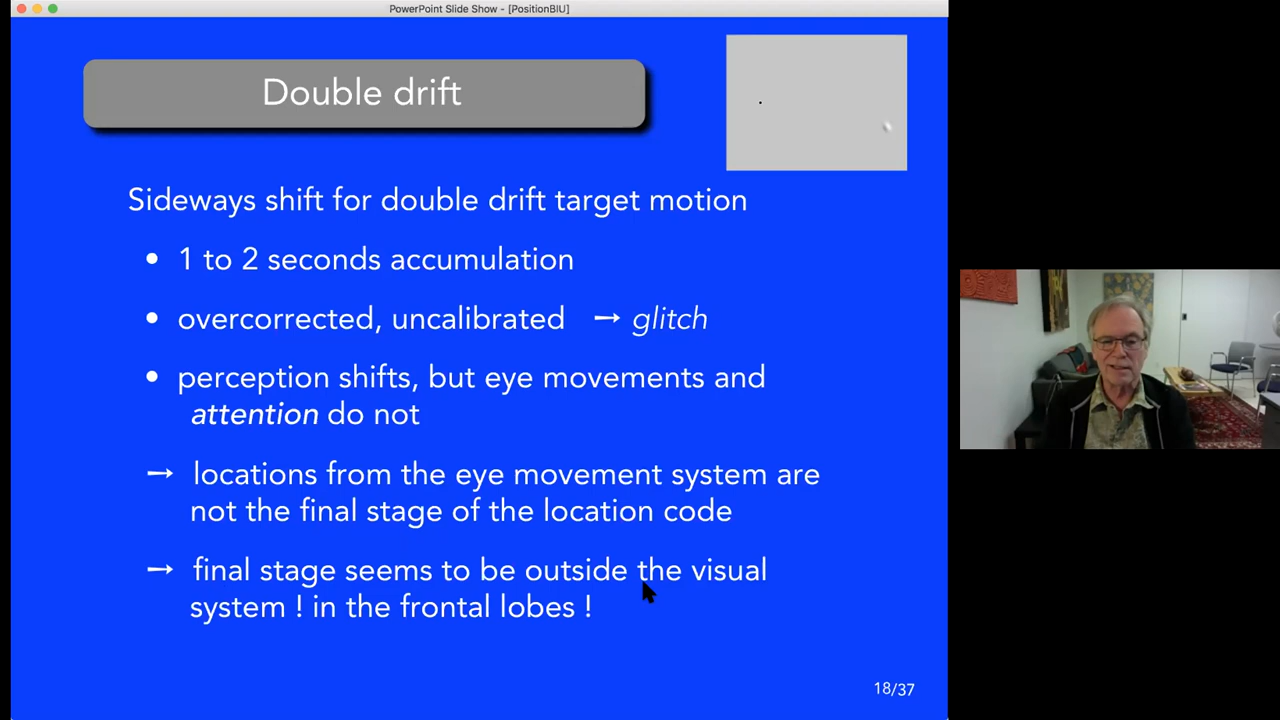 PowerPoint Slide Show - [PositionBIU]
Double drift
Sideways shift for double drift target motion
• 1 to 2 seconds accumulation
• overcorrected, uncalibrated → glitch
• perception shifts, but eye movements and
attention do not
→ locations from the eye movement system are
not the final stage of the location code
→ final stage seems to be outside the visual
system ! in the frontal lobes !
18/37